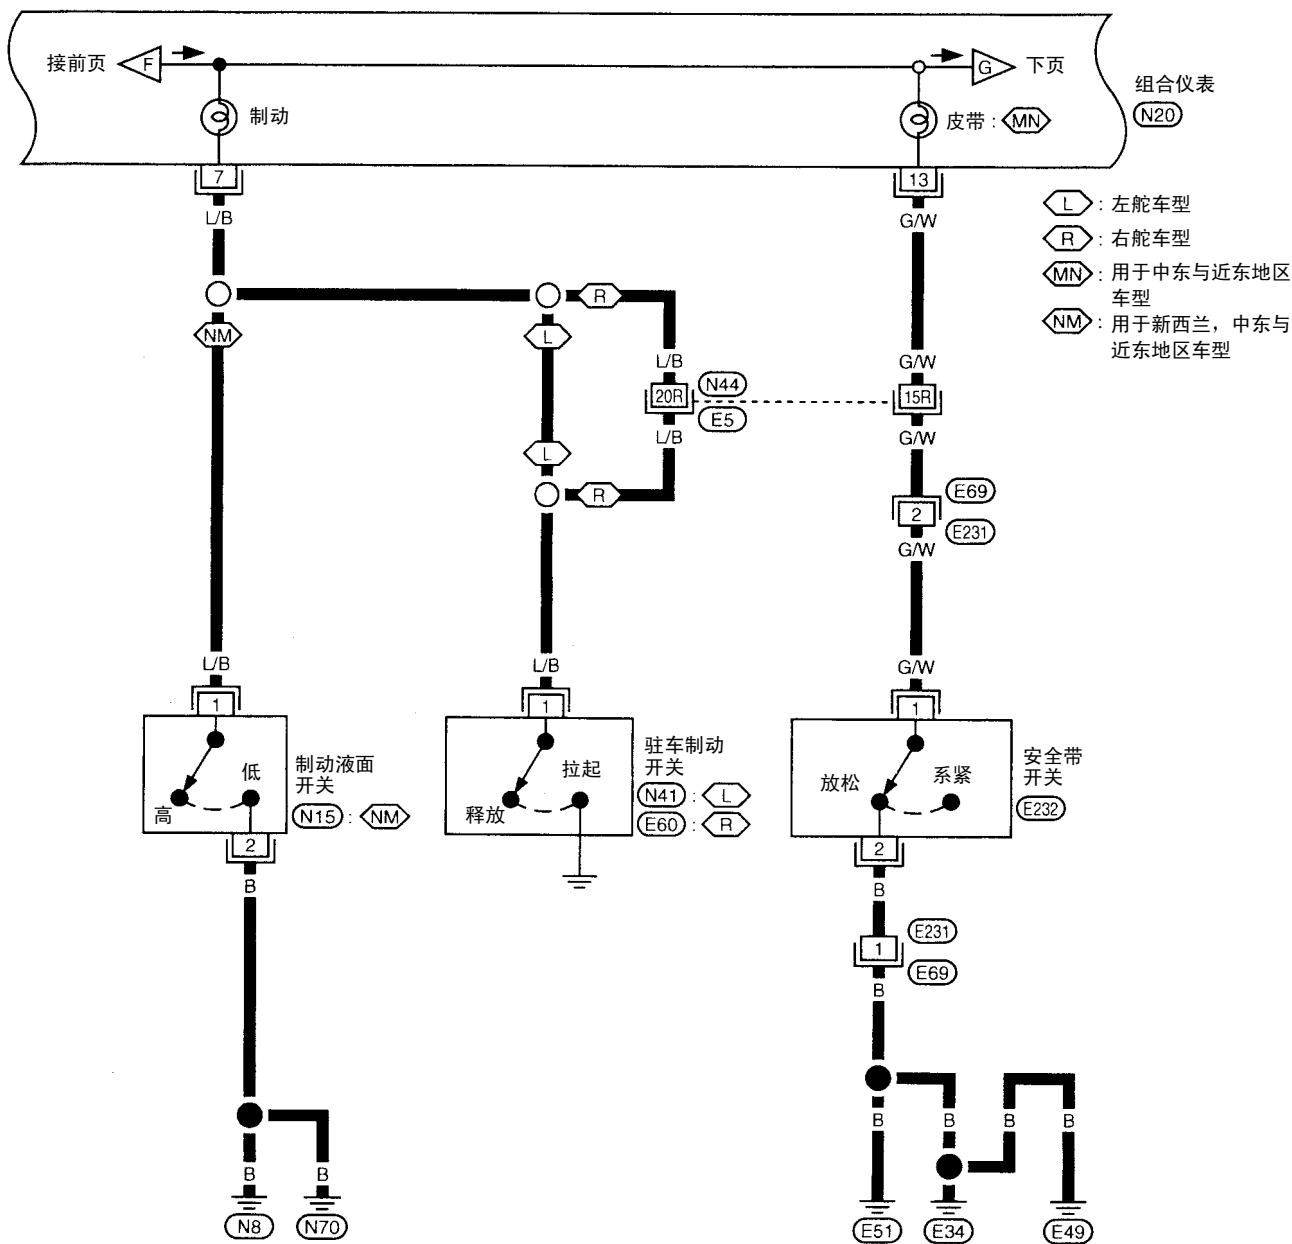 接前页 F
G 下页
制动
皮带 : MN
组合仪表
N20
7
13
L/B
G/W
L : 左舵车型
R : 右舵车型
MN : 用于中东与近东地区
车型
NM : 用于新西兰，中东与
近东地区车型
R
NM
L
L/B
G/W
20R
N44
E5
15R
L/B
G/W
L
R
E69
2
E231
G/W
L/B
L/B
G/W
1
1
1
高
低
制动液面
开关
N15 : NM
释放
拉起
驻车制动
开关
N41 : L
E60 : R
放松
系紧
安全带
开关
E232
2
2
B
B
E231
1
E69
B
B
B
B
B
B
B
N8
N70
E51
E34
E49